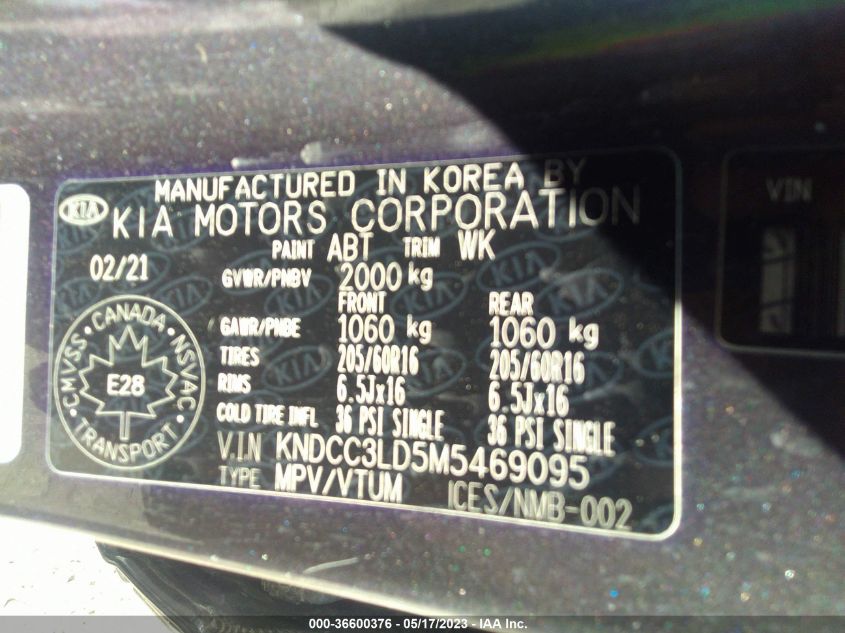 MANUFACTURED IN KOREA BY
KIA
KIA MOTORS CORPORATION
PAINT ABT TRIM WK
02/21
GVWR/PNBV 2000 kg
FRONT REAR
GAWR/PNBE 1060 kg 1060 kg
TIRES 205/60R16 205/60R16
RIMS 6.5Jx16 6.5Jx16
COLD TIRE INFL 36 PSI SINGLE 36 PSI SINGLE
V.I.N KNDCC3LD5M5469095
TYPE MPV/VTUM ICES/NMB-002
CMVSS • CANADA • NSVAC • TRANSPORT
E28
VIN
000-36600376 - 05/17/2023 - IAA Inc.